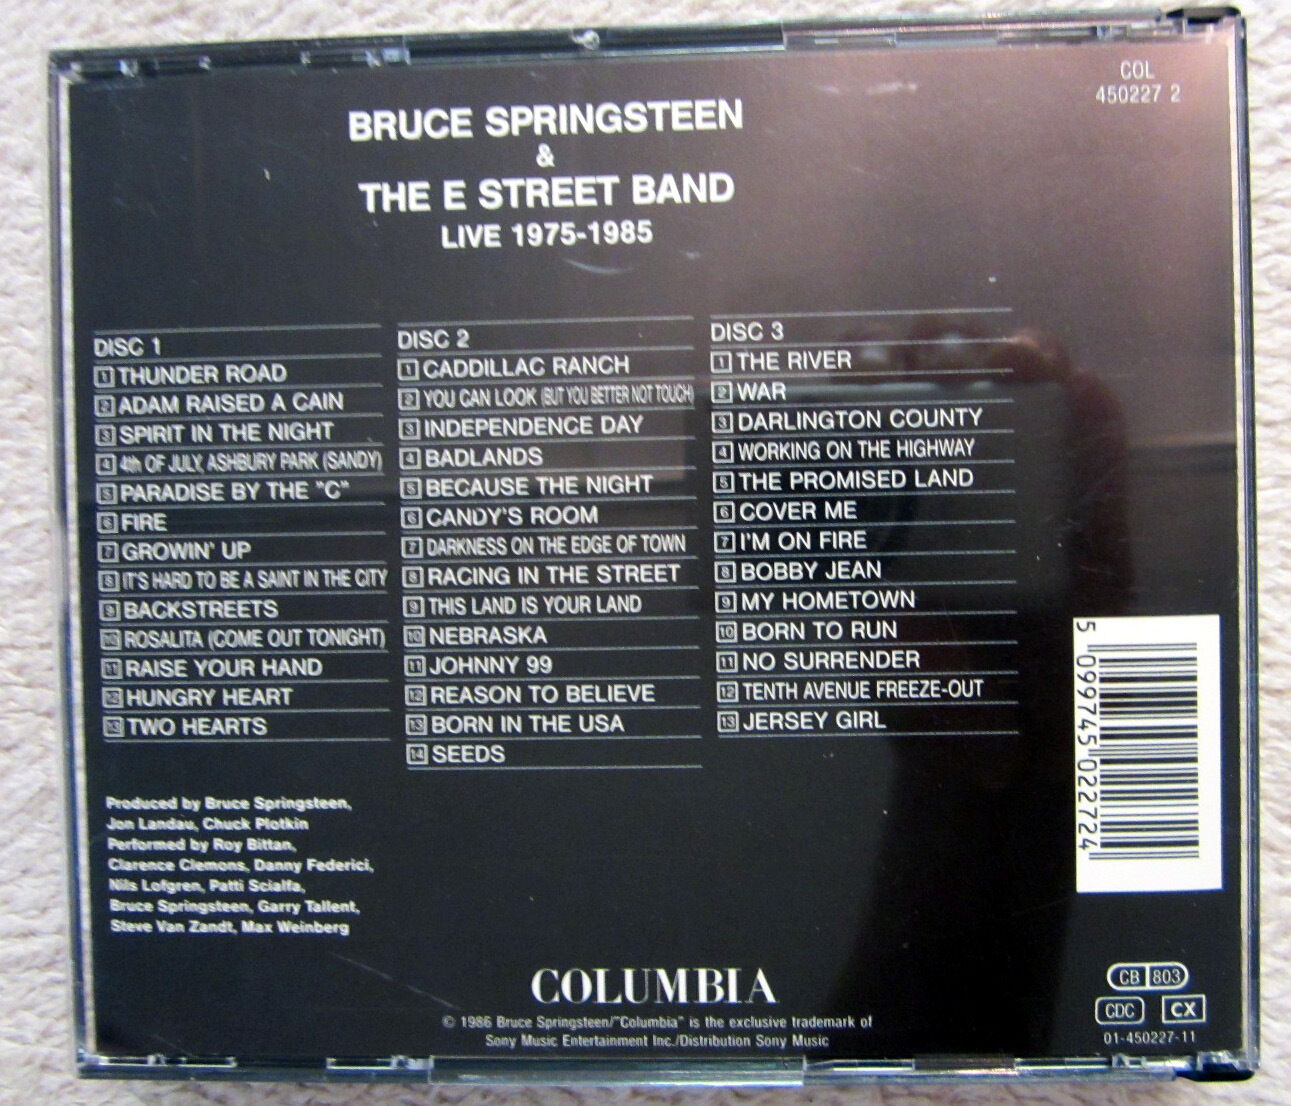 COL
450227 2
BRUCE SPRINGSTEEN
&
THE E STREET BAND
LIVE 1975-1985
DISC 1
1 THUNDER ROAD
2 ADAM RAISED A CAIN
3 SPIRIT IN THE NIGHT
4 4th OF JULY, ASHBURY PARK (SANDY)
5 PARADISE BY THE "C"
6 FIRE
7 GROWIN' UP
8 IT'S HARD TO BE A SAINT IN THE CITY
9 BACKSTREETS
10 ROSALITA (COME OUT TONIGHT)
11 RAISE YOUR HAND
12 HUNGRY HEART
13 TWO HEARTS
DISC 2
1 CADDILLAC RANCH
2 YOU CAN LOOK (BUT YOU BETTER NOT TOUCH)
3 INDEPENDENCE DAY
4 BADLANDS
5 BECAUSE THE NIGHT
6 CANDY'S ROOM
7 DARKNESS ON THE EDGE OF TOWN
8 RACING IN THE STREET
9 THIS LAND IS YOUR LAND
10 NEBRASKA
11 JOHNNY 99
12 REASON TO BELIEVE
13 BORN IN THE USA
14 SEEDS
DISC 3
1 THE RIVER
2 WAR
3 DARLINGTON COUNTY
4 WORKING ON THE HIGHWAY
5 THE PROMISED LAND
6 COVER ME
7 I'M ON FIRE
8 BOBBY JEAN
9 MY HOMETOWN
10 BORN TO RUN
11 NO SURRENDER
12 TENTH AVENUE FREEZE-OUT
13 JERSEY GIRL
5 099745 022724
Produced by Bruce Springsteen,
Jon Landau, Chuck Plotkin
Performed by Roy Bittan,
Clarence Clemons, Danny Federici,
Nils Lofgren, Patti Scialfa,
Bruce Springsteen, Garry Tallent,
Steve Van Zandt, Max Weinberg
COLUMBIA
© 1986 Bruce Springsteen/"Columbia" is the exclusive trademark of
Sony Music Entertainment Inc./Distribution Sony Music
CB 803
CDC CX
01-450227-11